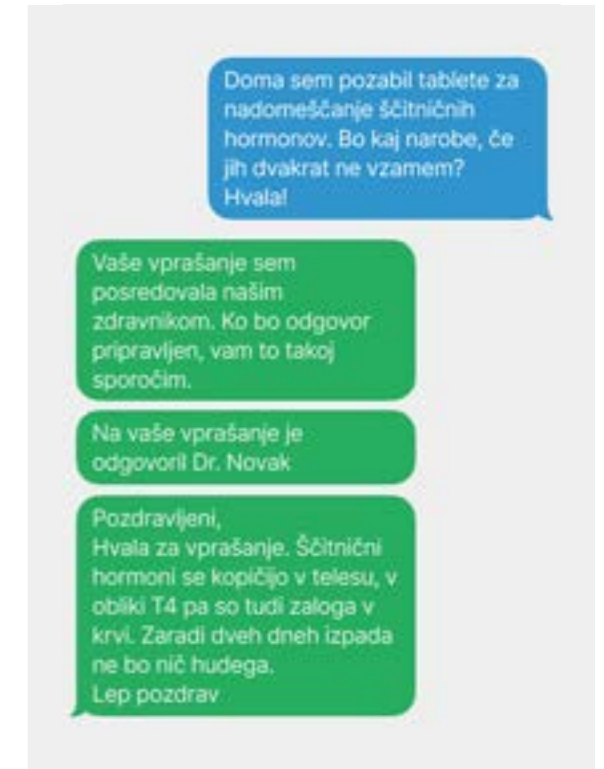 Doma sem pozabil tablete za
nadomeščanje ščitničnih
hormonov. Bo kaj narobe, če
jih dvakrat ne vzamem?
Hvala!
Vaše vprašanje sem
posredovala našim
zdravnikom. Ko bo odgovor
pripravljen, vam to takoj
sporočim.
Na vaše vprašanje je
odgovoril Dr. Novak
Pozdravljeni,
Hvala za vprašanje. Ščitnični
hormoni se kopičijo v telesu, v
obliki T4 pa so tudi zaloga v
krvi. Zaradi dveh dneh izpada
ne bo nič hudega.
Lep pozdrav